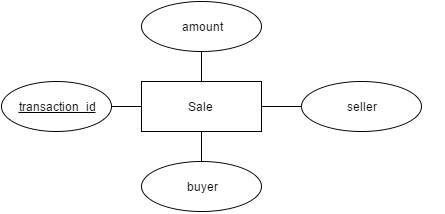 amount
transaction_id
Sale
seller
buyer